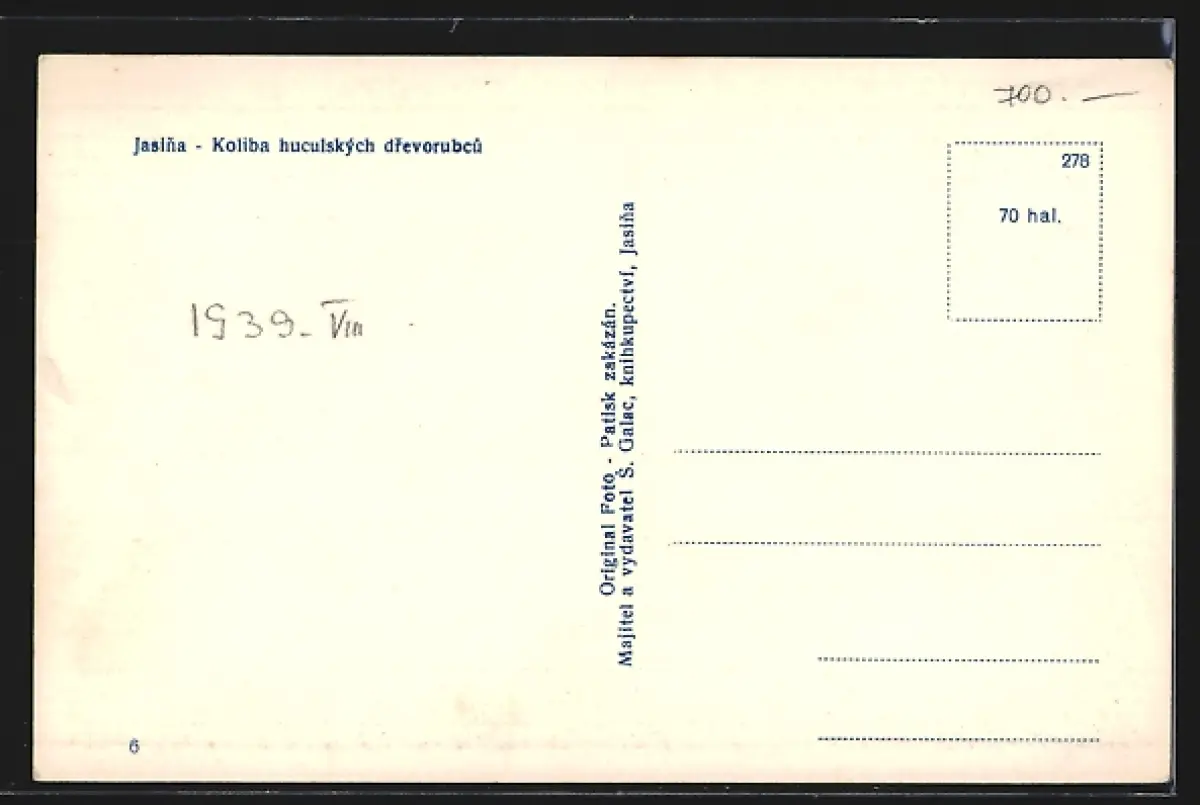 700.—
Jasiňa - Koliba huculských dřevorubců
278
70 hal.
1939-VIII
Original Foto - Patisk zakázán.
Majitel a vydavatel Š. Galac, knihkupectví, Jasiňa
6